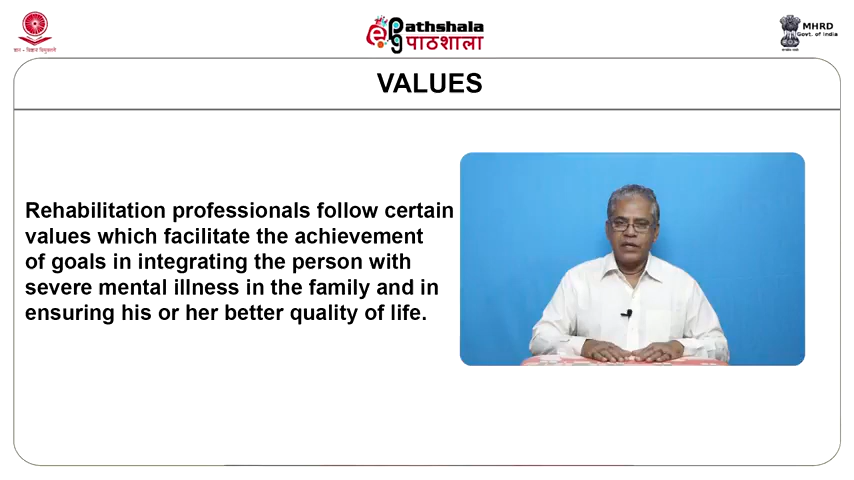 ePathshala
पाठशाला
MHRD
Govt. of India
VALUES
Rehabilitation professionals follow certain
values which facilitate the achievement
of goals in integrating the person with
severe mental illness in the family and in
ensuring his or her better quality of life.